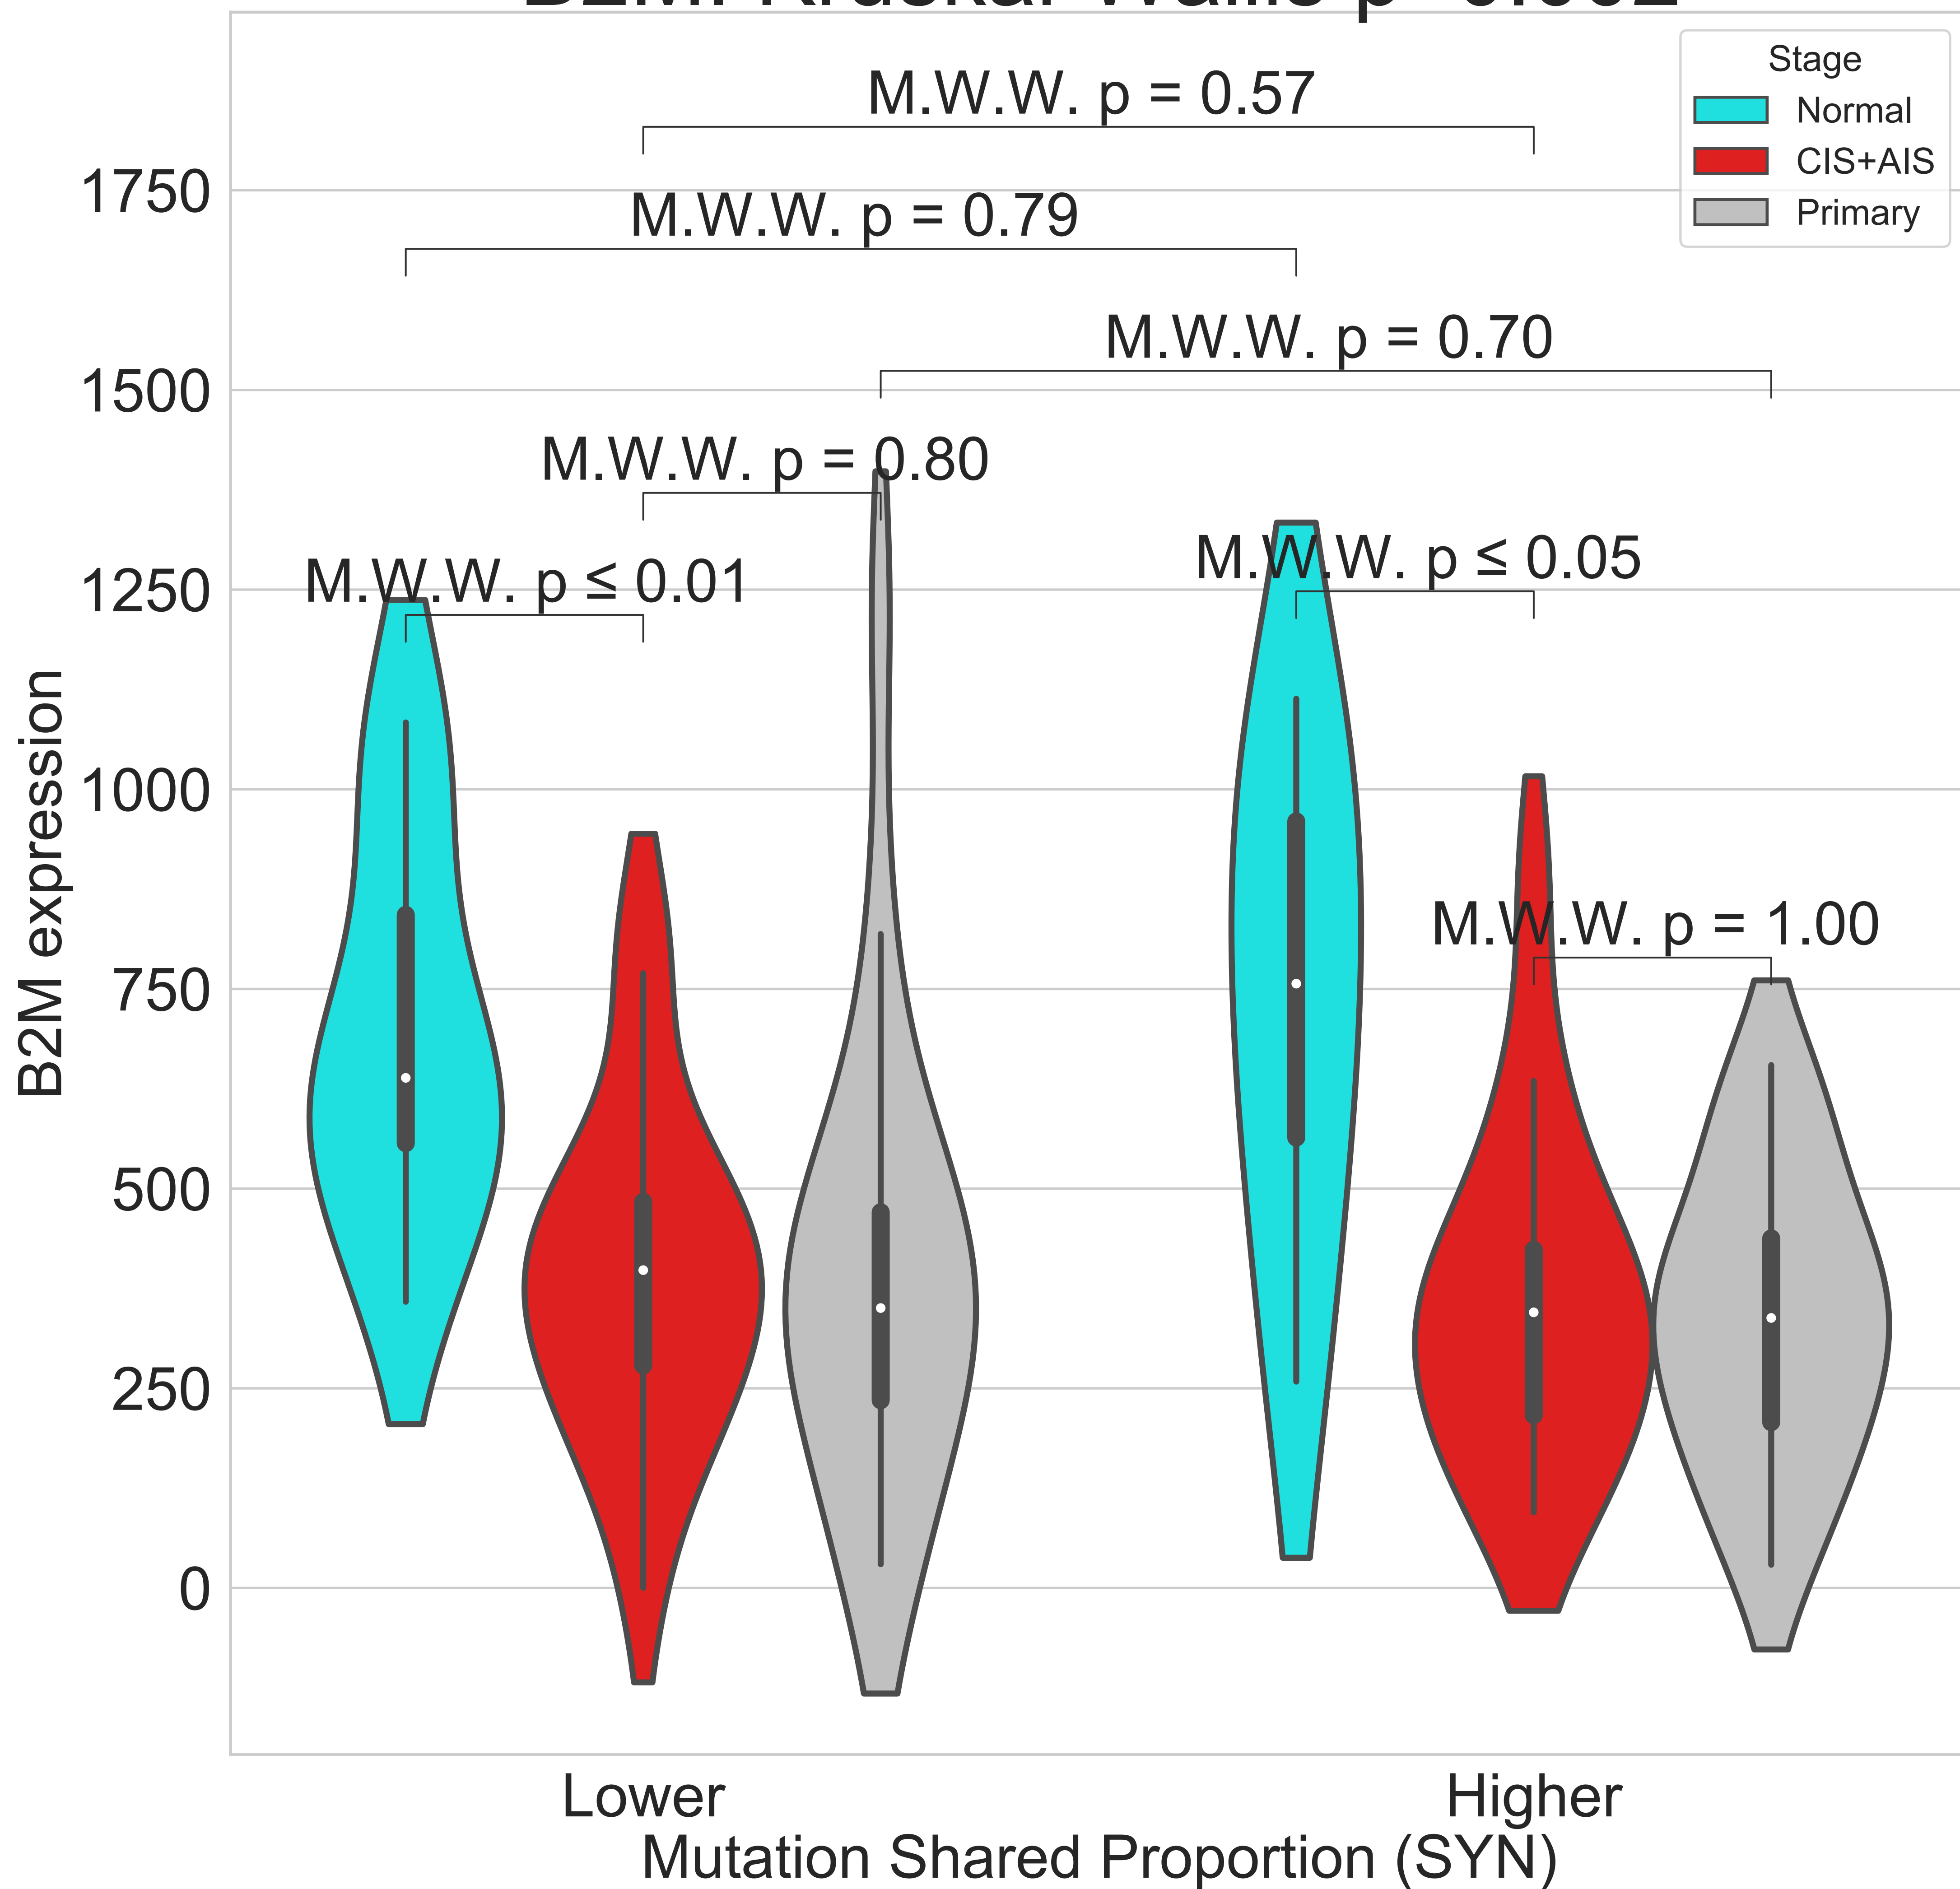 Stage
Normal
CIS+AIS
Primary
M.W.W. p = 0.57
M.W.W. p = 0.79
M.W.W. p = 0.70
M.W.W. p = 0.80
M.W.W. p ≤ 0.01
M.W.W. p ≤ 0.05
M.W.W. p = 1.00
1750
1500
1250
1000
750
500
250
0
B2M expression
Lower
Higher
Mutation Shared Proportion (SYN)